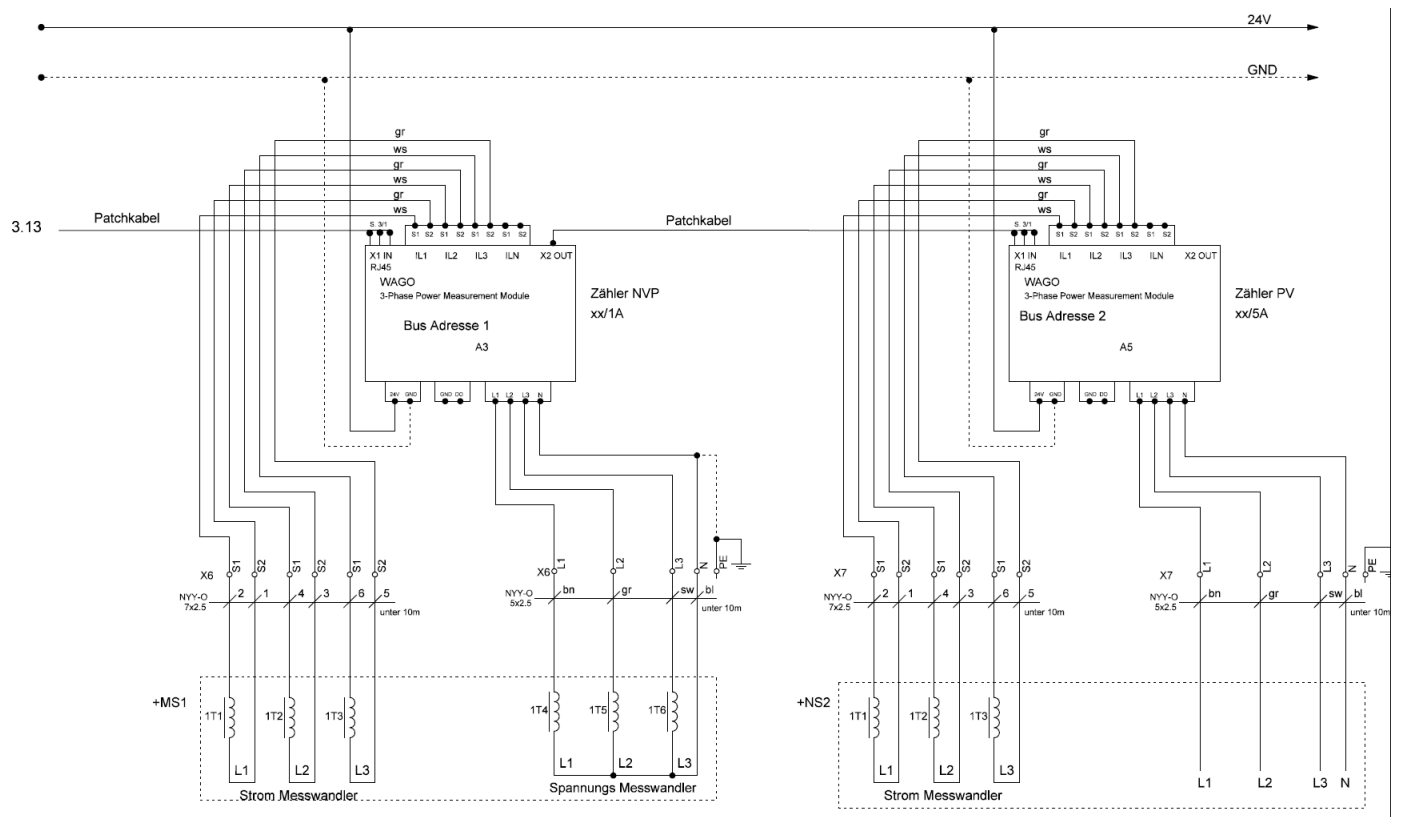 24V
GND
gr
ws
gr
ws
gr
ws
gr
ws
gr
ws
gr
ws
3.13
Patchkabel
Patchkabel
S. 3/1
S1 S2 S1 S2 S1 S2 S1 S2
X1 IN IL1 IL2 IL3 ILN X2 OUT
RJ45
WAGO
3-Phase Power Measurement Module
Bus Adresse 1
A3
Zähler NVP
xx/1A
24V GND GND DO L1 L2 L3 N
S. 3/1
S1 S2 S1 S2 S1 S2 S1 S2
X1 IN IL1 IL2 IL3 ILN X2 OUT
RJ45
WAGO
3-Phase Power Measurement Module
Bus Adresse 2
A5
Zähler PV
xx/5A
24V GND GND DO L1 L2 L3 N
X6 S1 S2 S1 S2 S1 S2
NYY-O 2 1 4 3 6 5
7x2.5 unter 10m
X6 L1 L2 L3 N PE
NYY-O bn gr sw bl
5x2.5 unter 10m
X7 S1 S2 S1 S2 S1 S2
NYY-O 2 1 4 3 6 5
7x2.5 unter 10m
X7 L1 L2 L3 N PE
NYY-O bn gr sw bl
5x2.5 unter 10m
+MS1
1T1 1T2 1T3
L1 L2 L3
Strom Messwandler
1T4 1T5 1T6
L1 L2 L3
Spannungs Messwandler
+NS2
1T1 1T2 1T3
L1 L2 L3
Strom Messwandler
L1 L2 L3 N